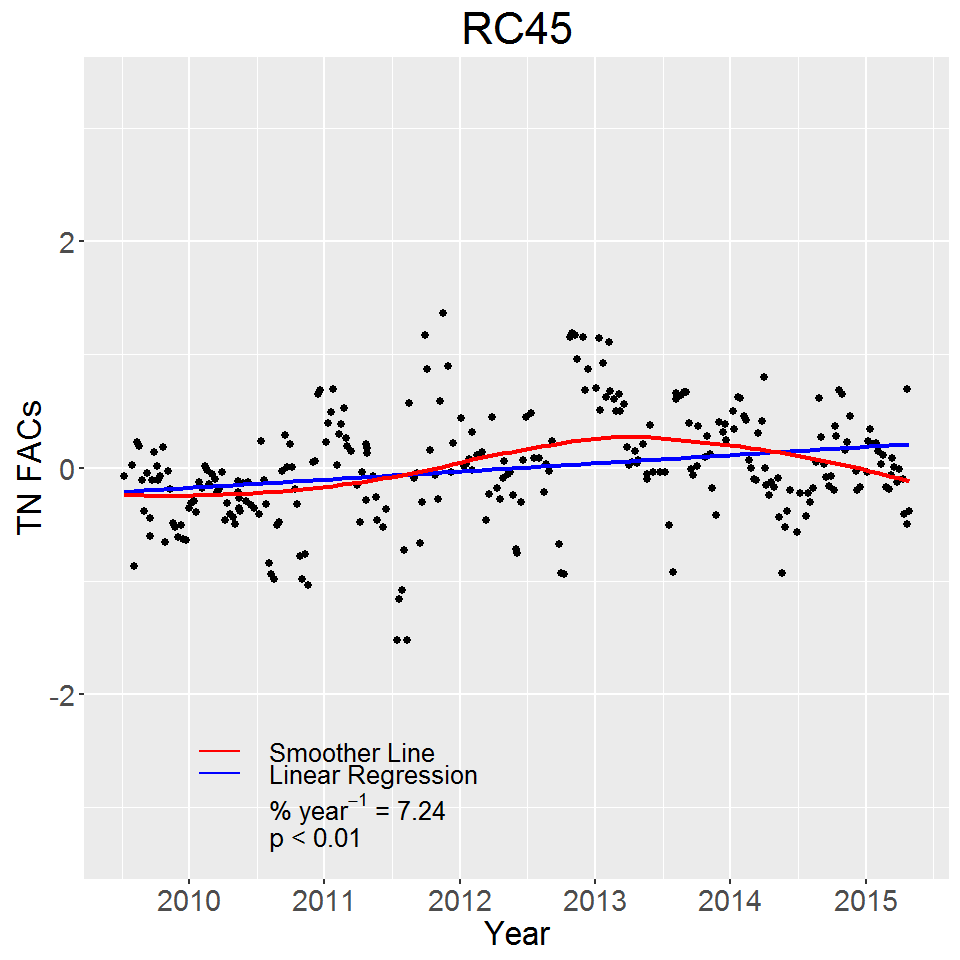 RC45
TN FACs
2
0
-2
Smoother Line
Linear Regression
% year⁻¹ = 7.24
p < 0.01
2010 2011 2012 2013 2014 2015
Year